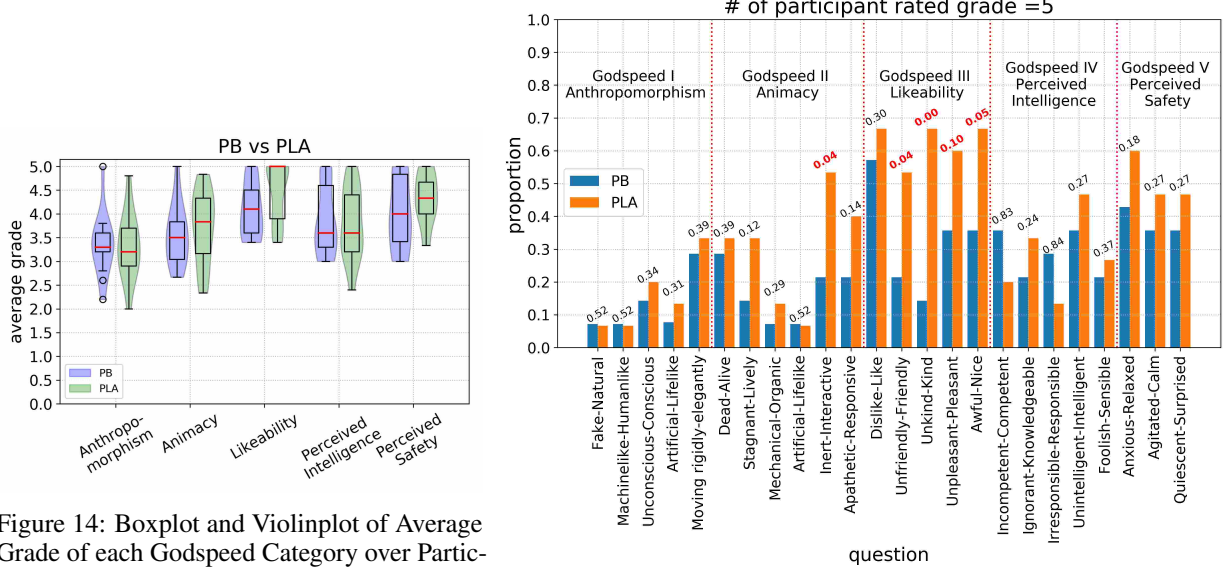 PB vs PLA
average grade
5.0
4.5
4.0
3.5
3.0
2.5
2.0
1.5
1.0
0.5
0.0
PB
PLA
Anthropo-
morphism
Animacy
Likeability
Perceived
Intelligence
Perceived
Safety
Figure 14: Boxplot and Violinplot of Average
Grade of each Godspeed Category over Partic-
# of participant rated grade =5
proportion
1.0
0.9
0.8
0.7
0.6
0.5
0.4
0.3
0.2
0.1
0.0
Godspeed I
Anthropomorphism
Godspeed II
Animacy
Godspeed III
Likeability
Godspeed IV
Perceived
Intelligence
Godspeed V
Perceived
Safety
PB
PLA
0.52
0.52
0.34
0.31
0.39
0.39
0.12
0.29
0.52
0.04
0.14
0.30
0.04
0.00
0.10
0.05
0.83
0.24
0.84
0.27
0.37
0.18
0.27
0.27
Fake-Natural
Machinelike-Humanlike
Unconscious-Conscious
Artificial-Lifelike
Moving rigidly-elegantly
Dead-Alive
Stagnant-Lively
Mechanical-Organic
Artificial-Lifelike
Inert-Interactive
Apathetic-Responsive
Dislike-Like
Unfriendly-Friendly
Unkind-Kind
Unpleasant-Pleasant
Awful-Nice
Incompetent-Competent
Ignorant-Knowledgeable
Irresponsible-Responsible
Unintelligent-Intelligent
Foolish-Sensible
Anxious-Relaxed
Agitated-Calm
Quiescent-Surprised
question